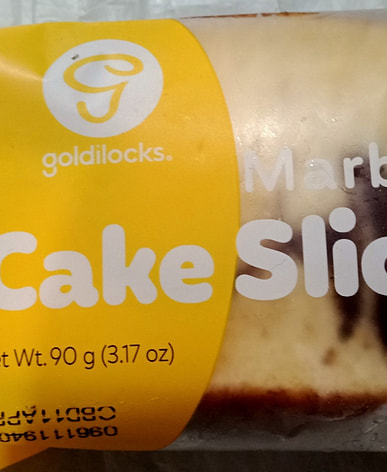 goldilocks®
Marb
Cake Slic
t Wt. 90 g (3.17 oz)